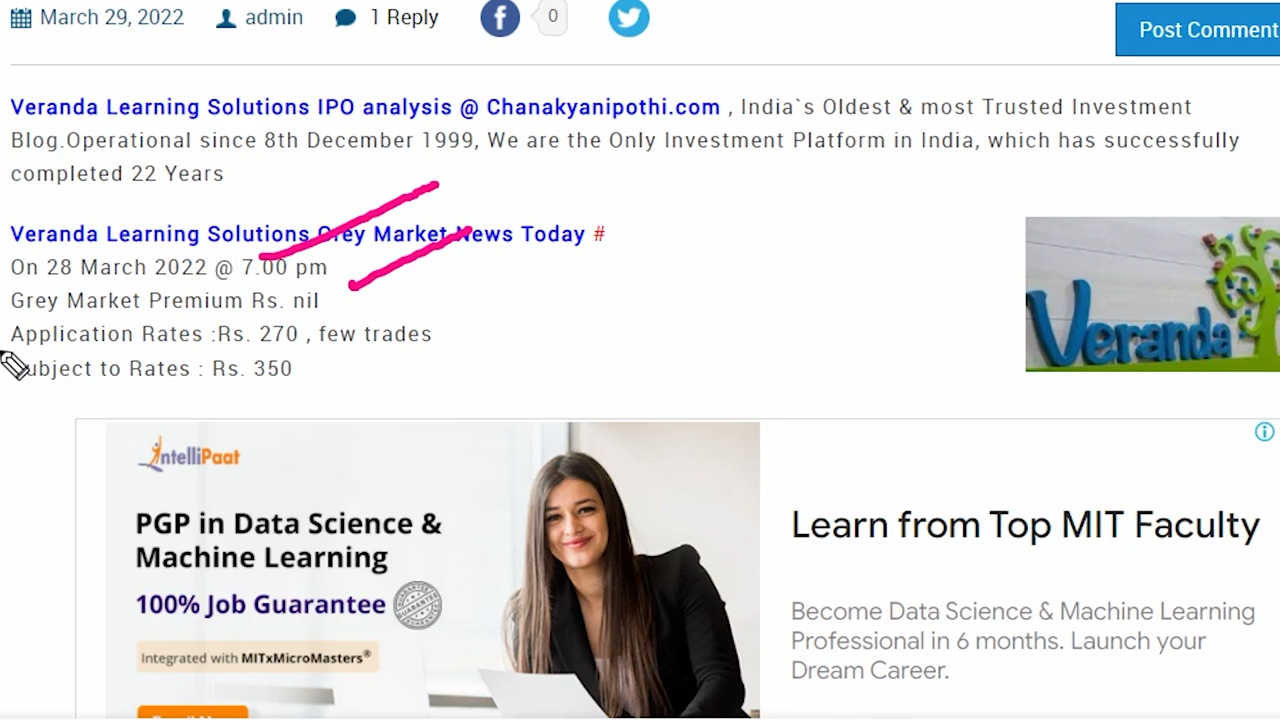 March 29, 2022 admin 1 Reply 0 Post Comment
Veranda Learning Solutions IPO analysis @ Chanakyanipothi.com , India`s Oldest & most Trusted Investment
Blog.Operational since 8th December 1999, We are the Only Investment Platform in India, which has successfully
completed 22 Years
Veranda Learning Solutions Grey Market News Today #
On 28 March 2022 @ 7.00 pm
Grey Market Premium Rs. nil
Application Rates :Rs. 270 , few trades
Subject to Rates : Rs. 350
Veranda
IntelliPaat
PGP in Data Science &
Machine Learning
100% Job Guarantee
Integrated with MITxMicroMasters®
Learn from Top MIT Faculty
Become Data Science & Machine Learning
Professional in 6 months. Launch your
Dream Career.